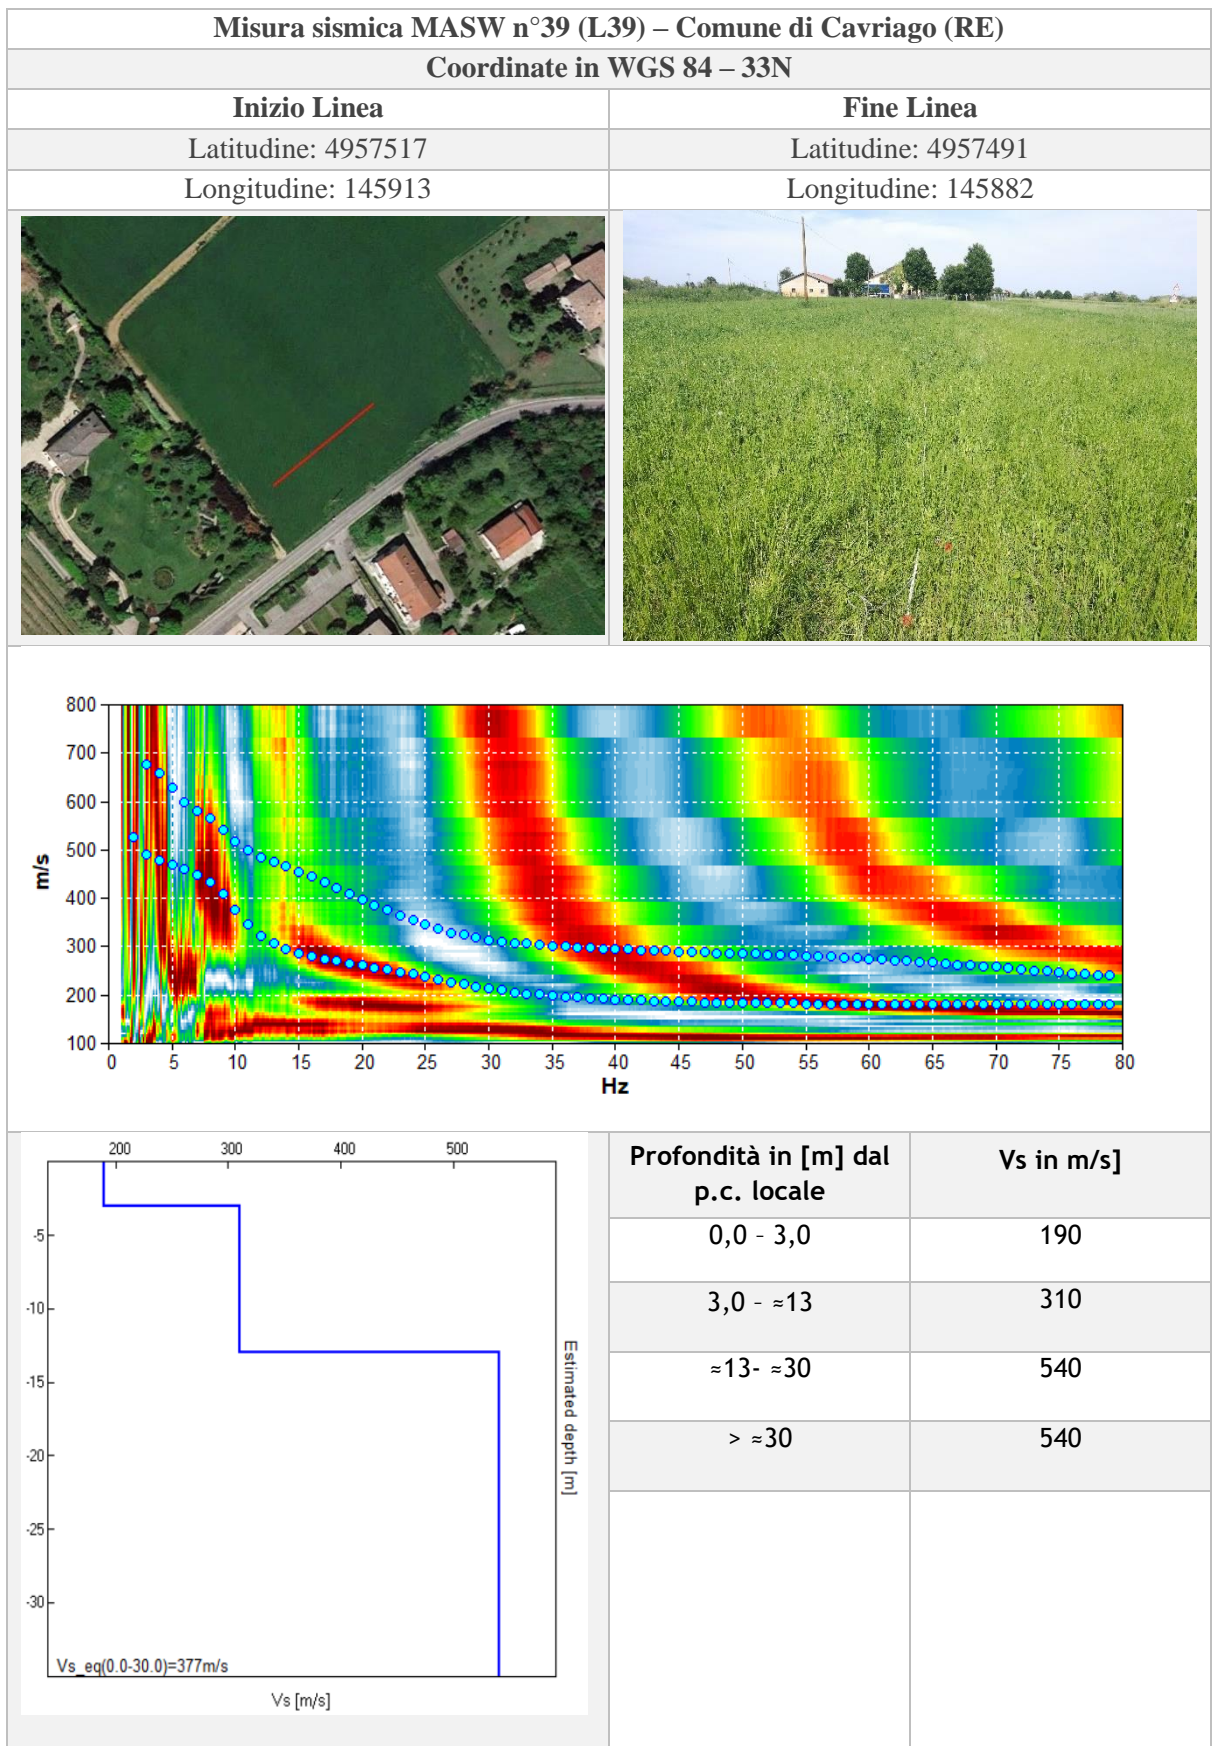 Misura sismica MASW n°39 (L39) – Comune di Cavriago (RE)
Coordinate in WGS 84 – 33N
Inizio Linea
Fine Linea
Latitudine: 4957517
Latitudine: 4957491
Longitudine: 145913
Longitudine: 145882
800
700
600
500
400
300
200
100
m/s
0 5 10 15 20 25 30 35 40 45 50 55 60 65 70 75 80
Hz
200 300 400 500
-5
-10
-15
-20
-25
-30
Estimated depth [m]
Vs_eq(0.0-30.0)=377m/s
Vs [m/s]
Profondità in [m] dal
p.c. locale
Vs in m/s]
0,0 – 3,0
190
3,0 – ≈13
310
≈13- ≈30
540
> ≈30
540